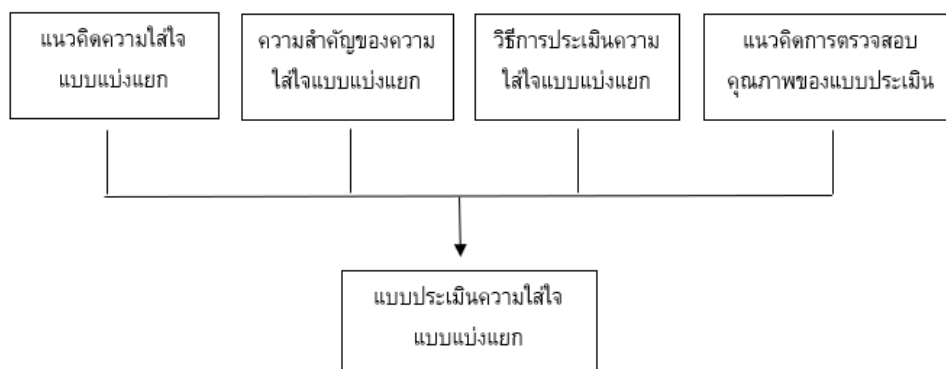 แนวคิดความใส่ใจ
แบบแบ่งแยก
ความสำคัญของความ
ใส่ใจแบบแบ่งแยก
วิธีการประเมินความ
ใส่ใจแบบแบ่งแยก
แนวคิดการตรวจสอบ
คุณภาพของแบบประเมิน
แบบประเมินความใส่ใจ
แบบแบ่งแยก